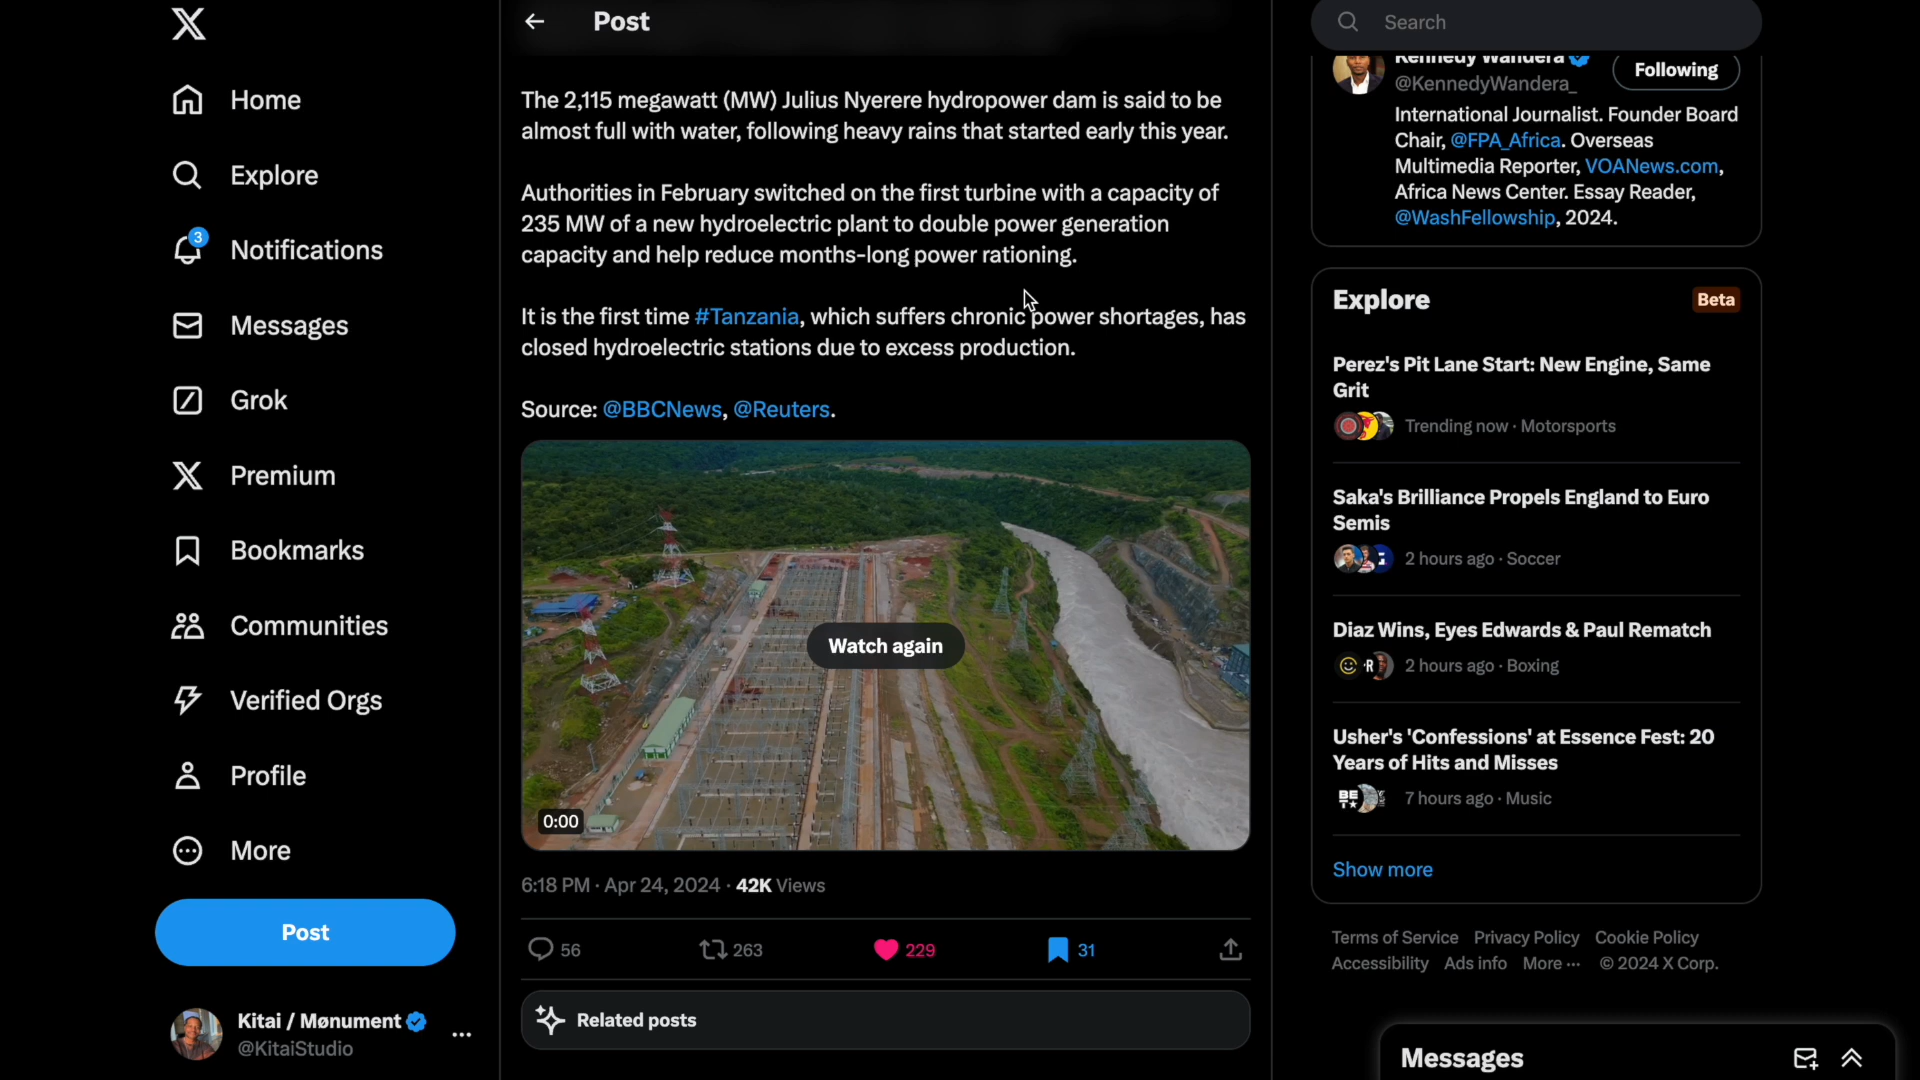 Home
Explore
3
Notifications
Messages
Grok
Premium
Bookmarks
Communities
Verified Orgs
Profile
More
Post
Kitai / Mønument
@KitaiStudio
Post
The 2,115 megawatt (MW) Julius Nyerere hydropower dam is said to be
almost full with water, following heavy rains that started early this year.
Authorities in February switched on the first turbine with a capacity of
235 MW of a new hydroelectric plant to double power generation
capacity and help reduce months-long power rationing.
It is the first time #Tanzania, which suffers chronic power shortages, has
closed hydroelectric stations due to excess production.
Source: @BBCNews, @Reuters.
Watch again
0:00
6:18 PM · Apr 24, 2024 · 42K Views
56
263
229
31
Related posts
Search
Kennedy Wandera
@KennedyWandera_
Following
International Journalist. Founder Board
Chair, @FPA_Africa. Overseas
Multimedia Reporter, VOANews.com,
Africa News Center. Essay Reader,
@WashFellowship, 2024.
Explore
Beta
Perez's Pit Lane Start: New Engine, Same
Grit
Trending now · Motorsports
Saka's Brilliance Propels England to Euro
Semis
2 hours ago · Soccer
Diaz Wins, Eyes Edwards & Paul Rematch
2 hours ago · Boxing
Usher's 'Confessions' at Essence Fest: 20
Years of Hits and Misses
7 hours ago · Music
Show more
Terms of Service Privacy Policy Cookie Policy
Accessibility Ads info More ··· © 2024 X Corp.
Messages